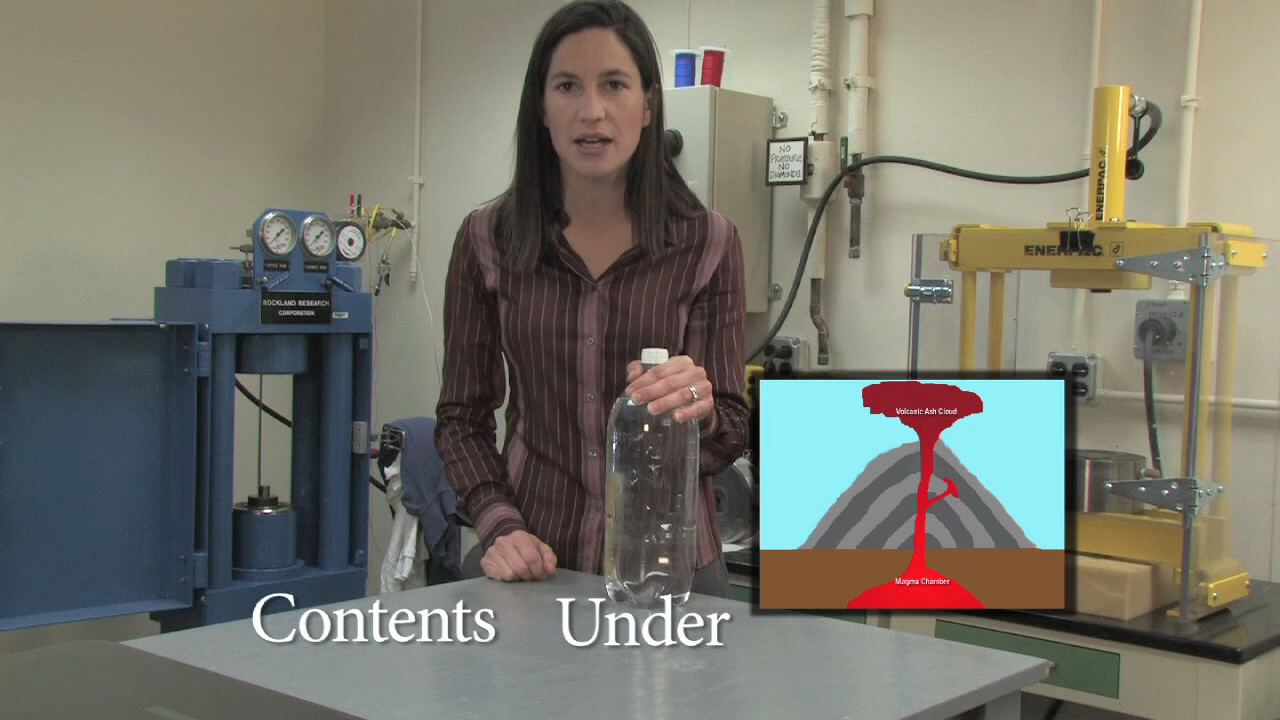 NO
PRESSURE
NO
DIAMONDS
ENERPAC
ENERPAC
ROCKLAND RESEARCH
CORPORATION
Volcanic Ash Cloud
Magma Chamber
Contents Under